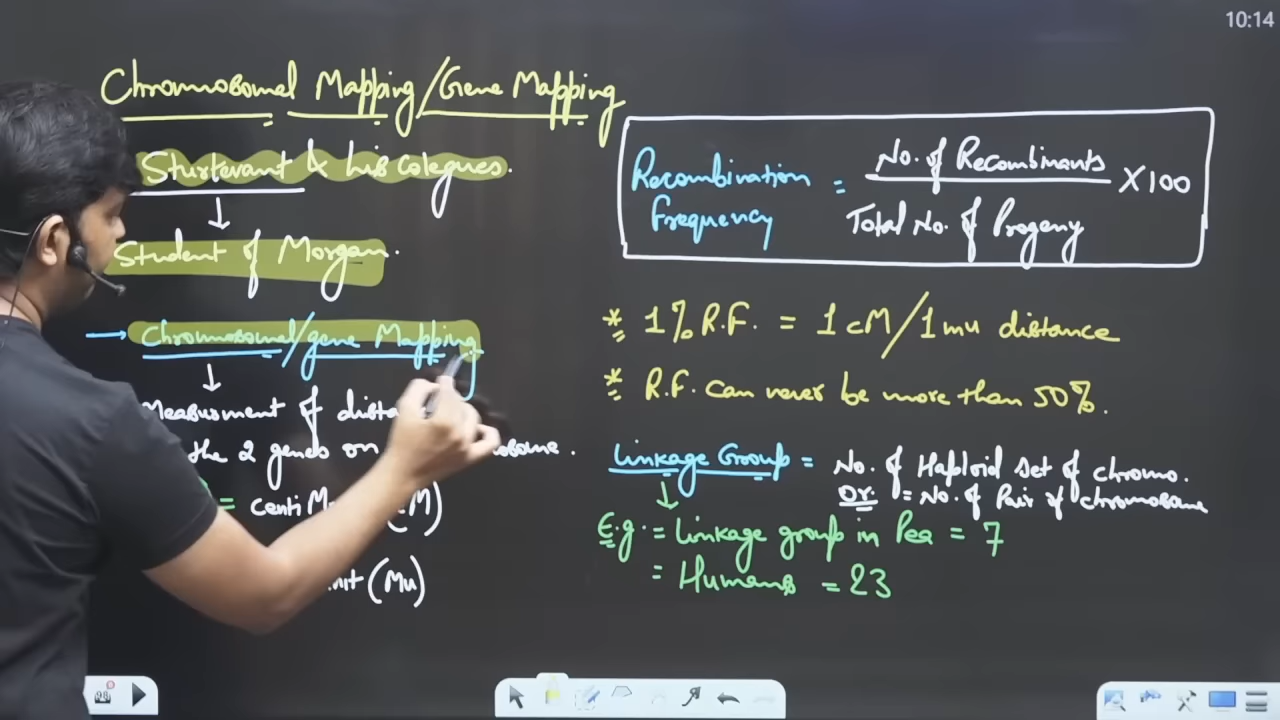 10:14
Chromosomal Mapping/Gene Mapping
Sturtevant & his colegues.
↓
Student of Morgan.
→ Chromosomal/gene Mapping
↓
Measurment of
the 2 genes on
= centi M)
(Mu)
Recombination Frequency = No. of Recombinants / Total No. of Progeny X100
* 1% R.F. = 1 cM/1 mu distance
* R.F. can never be more than 50%.
Linkage Group = No. of Haploid set of chromo.
Or. = No. of Pair of chromosome
↓
E.g. = Linkage group in Pea = 7
= Humans = 23